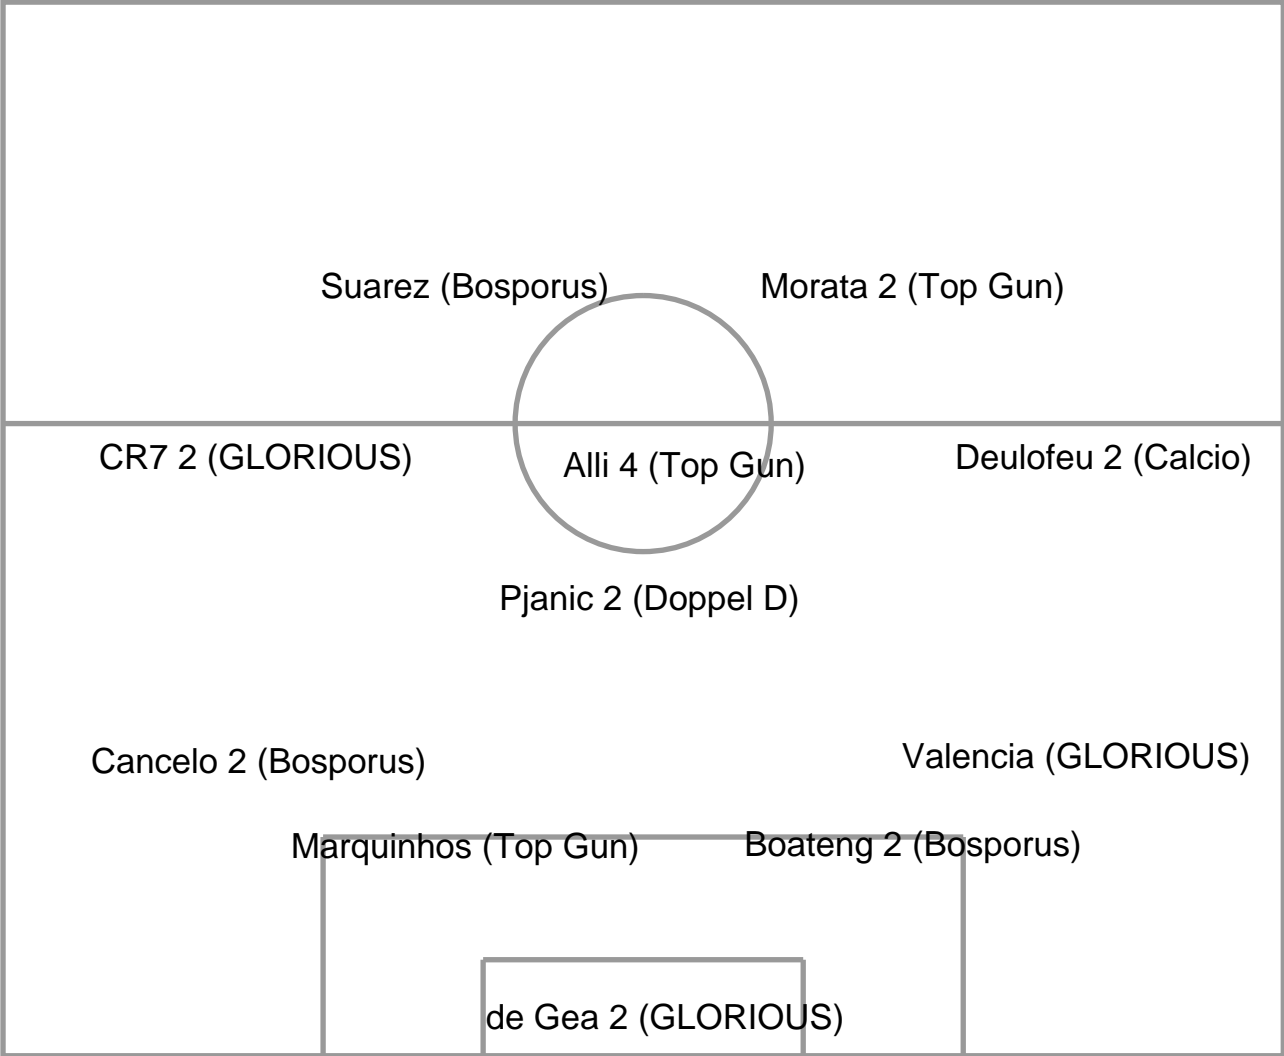 Suarez (Bosporus)
Morata 2 (Top Gun)
CR7 2 (GLORIOUS)
Alli 4 (Top Gun)
Deulofeu 2 (Calcio)
Pjanic 2 (Doppel D)
Cancelo 2 (Bosporus)
Valencia (GLORIOUS)
Marquinhos (Top Gun)
Boateng 2 (Bosporus)
de Gea 2 (GLORIOUS)